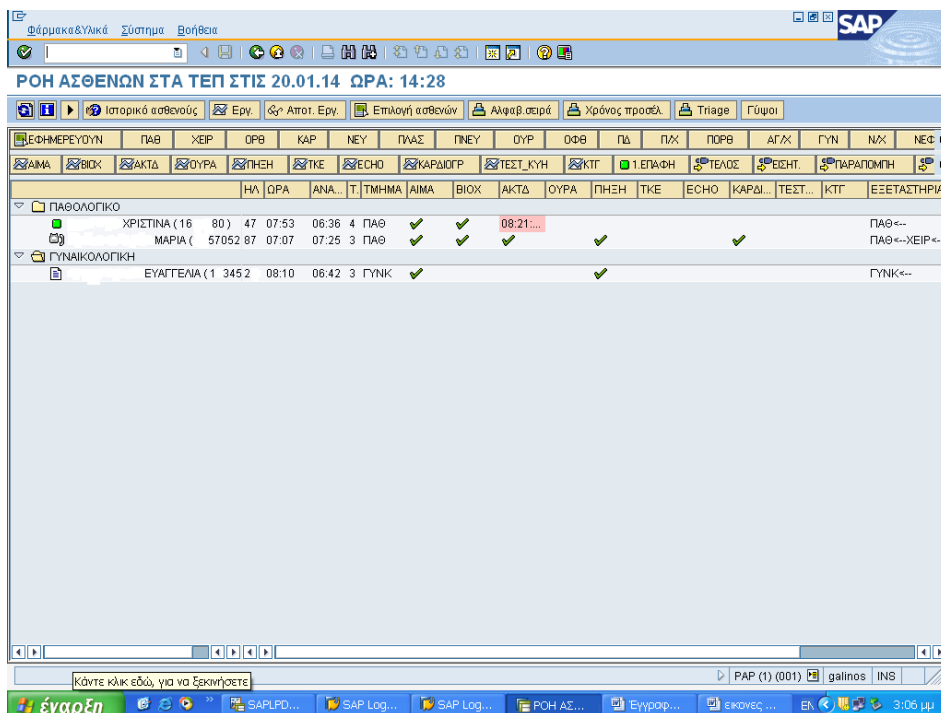 Φάρμακα&Υλικά Σύστημα Βοήθεια
SAP
ΡΟΗ ΑΣΘΕΝΩΝ ΣΤΑ ΤΕΠ ΣΤΙΣ 20.01.14 ΩΡΑ: 14:28
Ιστορικό ασθενούς Εργ. Αποτ. Εργ. Επιλογή ασθενών Αλφαβ.σειρά Χρόνος προσέλ. Triage Γύψοι
ΕΦΗΜΕΡΕΥΟΥΝ ΠΑΘ ΧΕΙΡ ΟΡΘ ΚΑΡ ΝΕΥ ΠΛΑΣ ΠΝΕΥ ΟΥΡ ΟΦΘ ΠΔ Π/Χ ΠΟΡΘ ΑΓ/Χ ΓΥΝ Ν/Χ ΝΕΦ
ΑΙΜΑ ΒΙΟΧ ΑΚΤΔ ΟΥΡΑ ΠΗΞΗ ΤΚΕ ECHO ΚΑΡΔΙΟΓΡ ΤΕΣΤ_ΚΥΗ ΚΤΓ 1.ΕΠΑΦΗ ΤΕΛΟΣ ΕΙΣΗΤ. ΠΑΡΑΠΟΜΠΗ
ΗΛ ΩΡΑ ΑΝΑ... Τ. ΤΜΗΜΑ ΑΙΜΑ ΒΙΟΧ ΑΚΤΔ ΟΥΡΑ ΠΗΞΗ ΤΚΕ ECHO ΚΑΡΔΙ... ΤΕΣΤ... ΚΤΓ ΕΞΕΤΑΣΤΗΡΙΑ
ΠΑΘΟΛΟΓΙΚΟ
ΧΡΙΣΤΙΝΑ (16 80) 47 07:53 06:36 4 ΠΑΘ 08:21:... ΠΑΘ<--
ΜΑΡΙΑ ( 57052 87 07:07 07:25 3 ΠΑΘ ΠΑΘ<--ΧΕΙΡ<--
ΓΥΝΑΙΚΟΛΟΓΙΚΗ
ΕΥΑΓΓΕΛΙΑ (1 3452 08:10 06:42 3 ΓΥΝΚ ΓΥΝΚ<--
PAP (1) (001) galinos INS
Κάντε κλικ εδώ, για να ξεκινήσετε
έναρξη SAPLPD... SAP Log... SAP Log... ΡΟΗ ΑΣ... Έγγραφ... εικονες ... EN 3:06 μμ